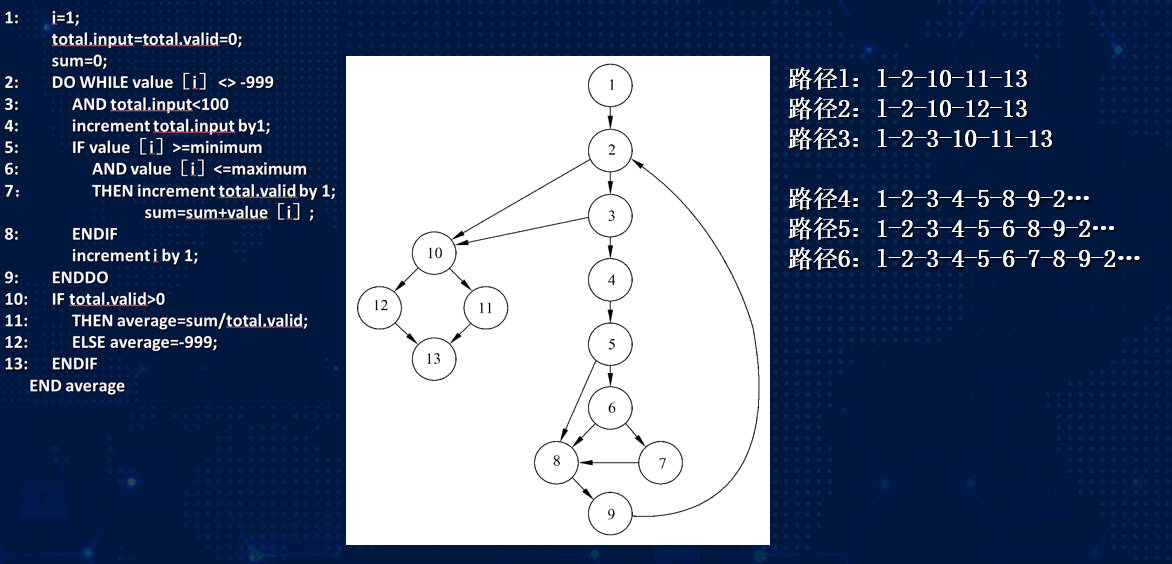 1: i=1;
total.input=total.valid=0;
sum=0;
2: DO WHILE value［i］ <> -999
3: AND total.input<100
4: increment total.input by1;
5: IF value［i］>=minimum
6: AND value［i］<=maximum
7： THEN increment total.valid by 1;
sum=sum+value［i］;
8: ENDIF
increment i by 1;
9: ENDDO
10: IF total.valid>0
11: THEN average=sum/total.valid;
12: ELSE average=-999;
13: ENDIF
END average
1
2
3
10
4
12
11
5
13
6
8
7
9
路径1：1-2-10-11-13
路径2：1-2-10-12-13
路径3：1-2-3-10-11-13
路径4：1-2-3-4-5-8-9-2…
路径5：1-2-3-4-5-6-8-9-2…
路径6：1-2-3-4-5-6-7-8-9-2…